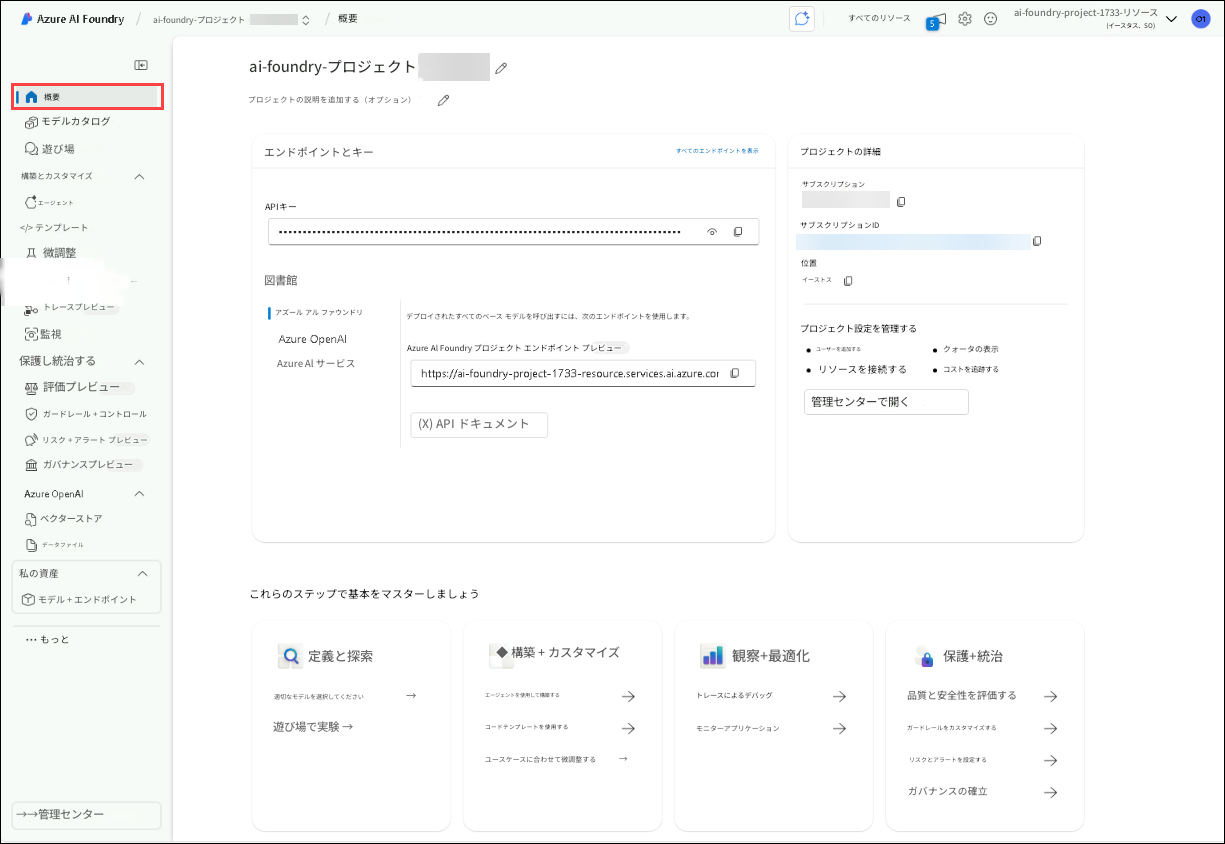 Azure AI Foundry / ai-foundry-プロジェクト / 概要
すべてのリソース
5
ai-foundry-project-1733-リソース
(イースタス、S0)
01
概要
モデルカタログ
遊び場
構築とカスタマイズ
エージェント
</> テンプレート
微調整
トレースプレビュー
監視
保護し統治する
評価プレビュー
ガードレール + コントロール
リスク + アラート プレビュー
ガバナンスプレビュー
Azure OpenAI
ベクターストア
データファイル
私の資産
モデル + エンドポイント
••• もっと
→→管理センター
ai-foundry-プロジェクト
プロジェクトの説明を追加する（オプション）
エンドポイントとキー
すべてのエンドポイントを表示
APIキー
図書館
アズール アル ファウンドリ
Azure OpenAI
Azure AI サービス
デプロイされたすべてのベース モデルを呼び出すには、次のエンドポイントを使用します。
Azure AI Foundry プロジェクト エンドポイント プレビュー
https://ai-foundry-project-1733-resource.services.ai.azure.cor
(X) API ドキュメント
プロジェクトの詳細
サブスクリプション
サブスクリプションID
位置
イーストス
プロジェクト設定を管理する
• ユーザーを追加する
• クォータの表示
• リソースを接続する
• コストを追跡する
管理センターで開く
これらのステップで基本をマスターしましょう
定義と探索
適切なモデルを選択してください →
遊び場で実験 →
構築 + カスタマイズ
エージェントを使用して構築する →
コードテンプレートを使用する →
ユースケースに合わせて微調整する →
観察+最適化
トレースによるデバッグ →
モニターアプリケーション →
保護+統治
品質と安全性を評価する →
ガードレールをカスタマイズする →
リスクとアラートを設定する →
ガバナンスの確立 →